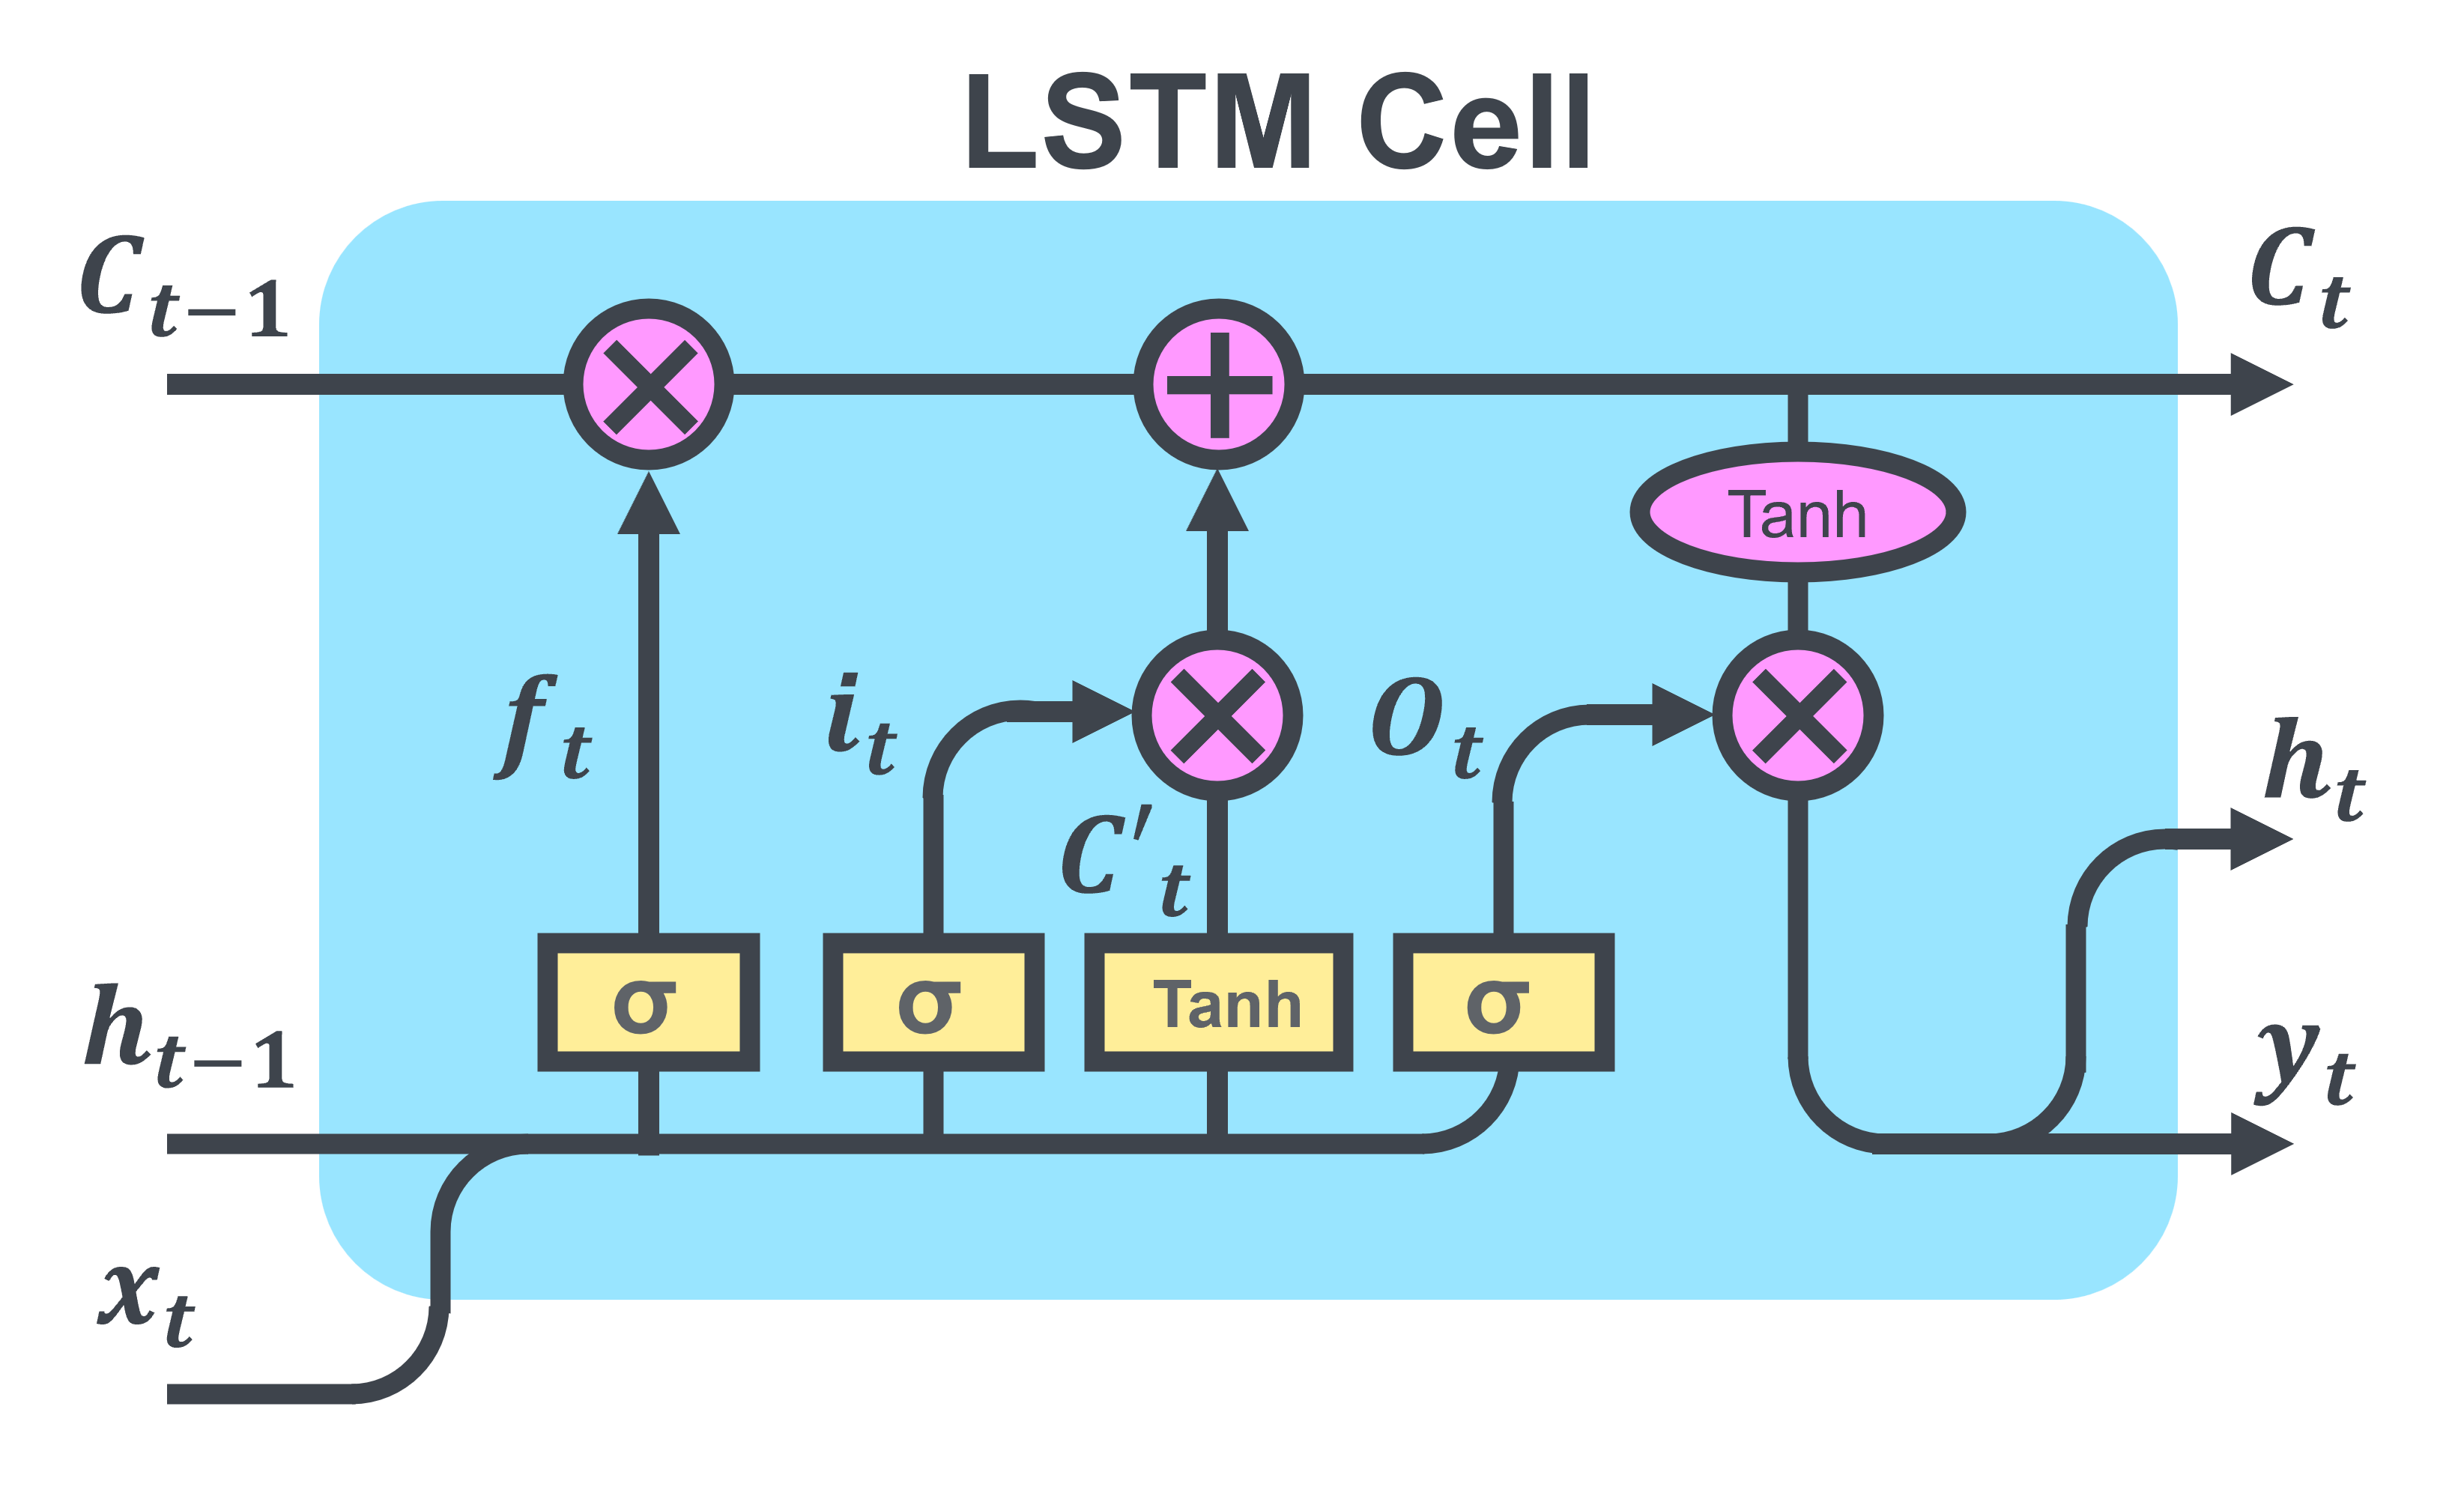 LSTM Cell
C_{t−1}
C_t
Tanh
f_t
i_t
O_t
C'_t
h_t
h_{t−1}
σ
σ
Tanh
σ
y_t
x_t